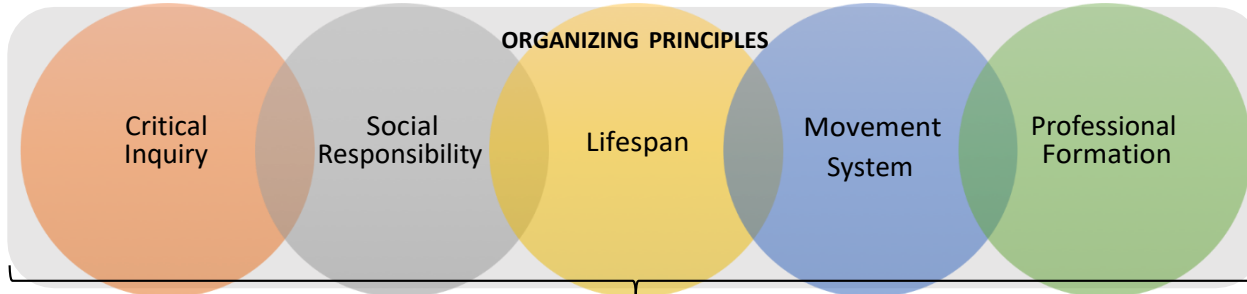 ORGANIZING PRINCIPLES
Critical
Inquiry
Social
Responsibility
Lifespan
Movement
System
Professional
Formation